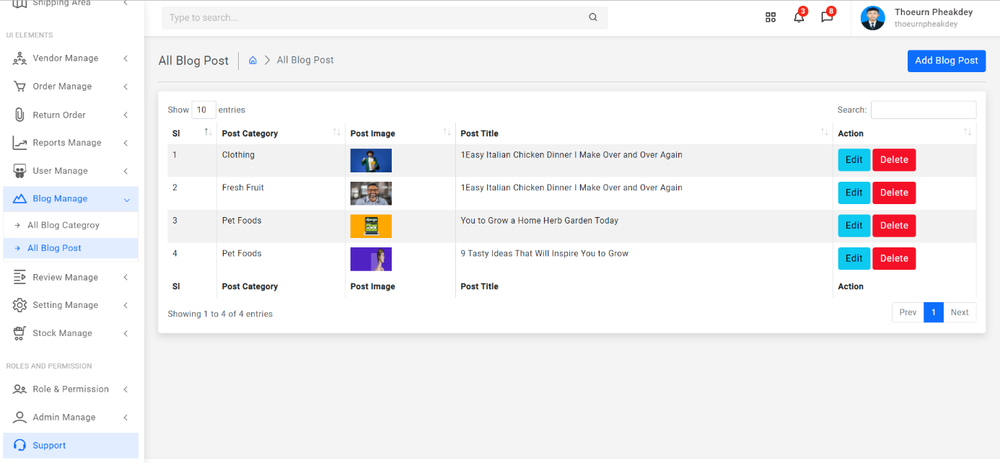 Shipping Area
UI ELEMENTS
Vendor Manage
Order Manage
Return Order
Reports Manage
User Manage
Blog Manage
All Blog Categroy
All Blog Post
Review Manage
Setting Manage
Stock Manage
ROLES AND PERMISSION
Role & Permission
Admin Manage
Support
Type to search...
3
8
Thoeurn Pheakdey
thoeurnpheakdey
All Blog Post
All Blog Post
Add Blog Post
Show 10 entries
Search:
Sl Post Category Post Image Post Title Action
1 Clothing 1Easy Italian Chicken Dinner I Make Over and Over Again Edit Delete
2 Fresh Fruit 1Easy Italian Chicken Dinner I Make Over and Over Again Edit Delete
3 Pet Foods django You to Grow a Home Herb Garden Today Edit Delete
4 Pet Foods 9 Tasty Ideas That Will Inspire You to Grow Edit Delete
Sl Post Category Post Image Post Title Action
Showing 1 to 4 of 4 entries
Prev 1 Next